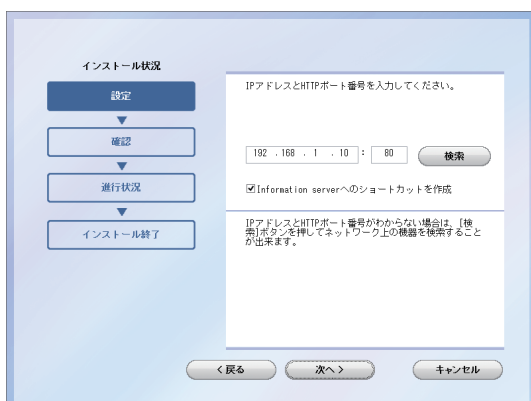 インストール状況
設定
確認
進行状況
インストール終了
IPアドレスとHTTPポート番号を入力してください。
192 . 168 . 1 . 10 : 80 検索
Information serverへのショートカットを作成
IPアドレスとHTTPポート番号がわからない場合は、[検
索]ボタンを押してネットワーク上の機器を検索すること
が出来ます。
< 戻る 次へ > キャンセル